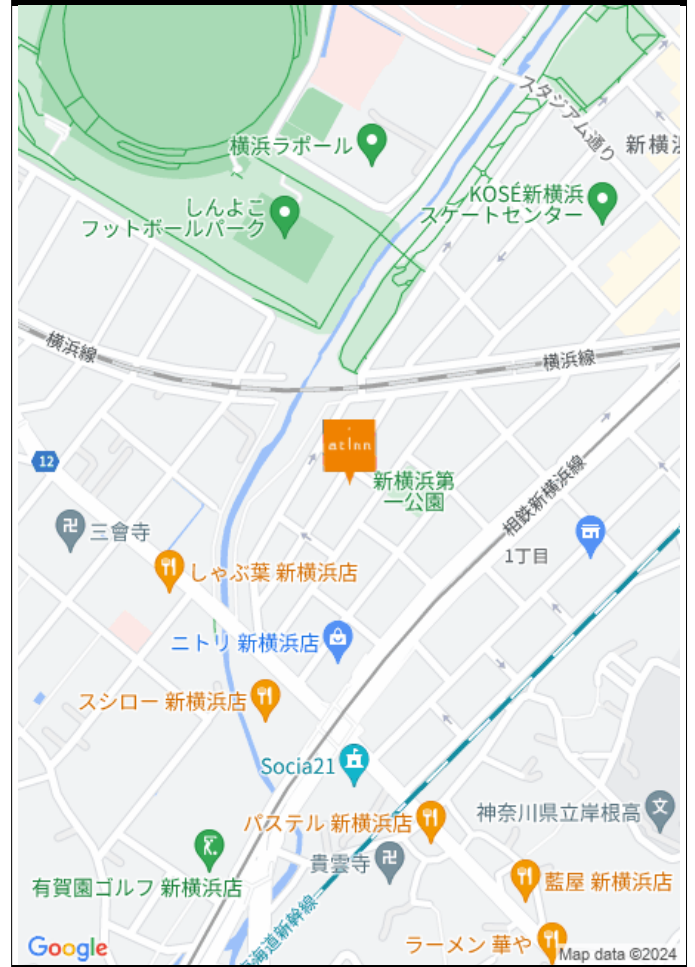 スタジアム通り
横浜ラポール
新横浜
KOSÉ新横浜
スケートセンター
しんよこ
フットボールパーク
横浜線
横浜線
atInn
12
新横浜第
一公園
相鉄新横浜線
三會寺
1丁目
しゃぶ葉 新横浜店
ニトリ 新横浜店
スシロー 新横浜店
Socia21
パステル 新横浜店
神奈川県立岸根高
文
貴雲寺
有賀園ゴルフ 新横浜店
藍屋 新横浜店
海道新幹線
ラーメン 華や
Google
Map data ©2024